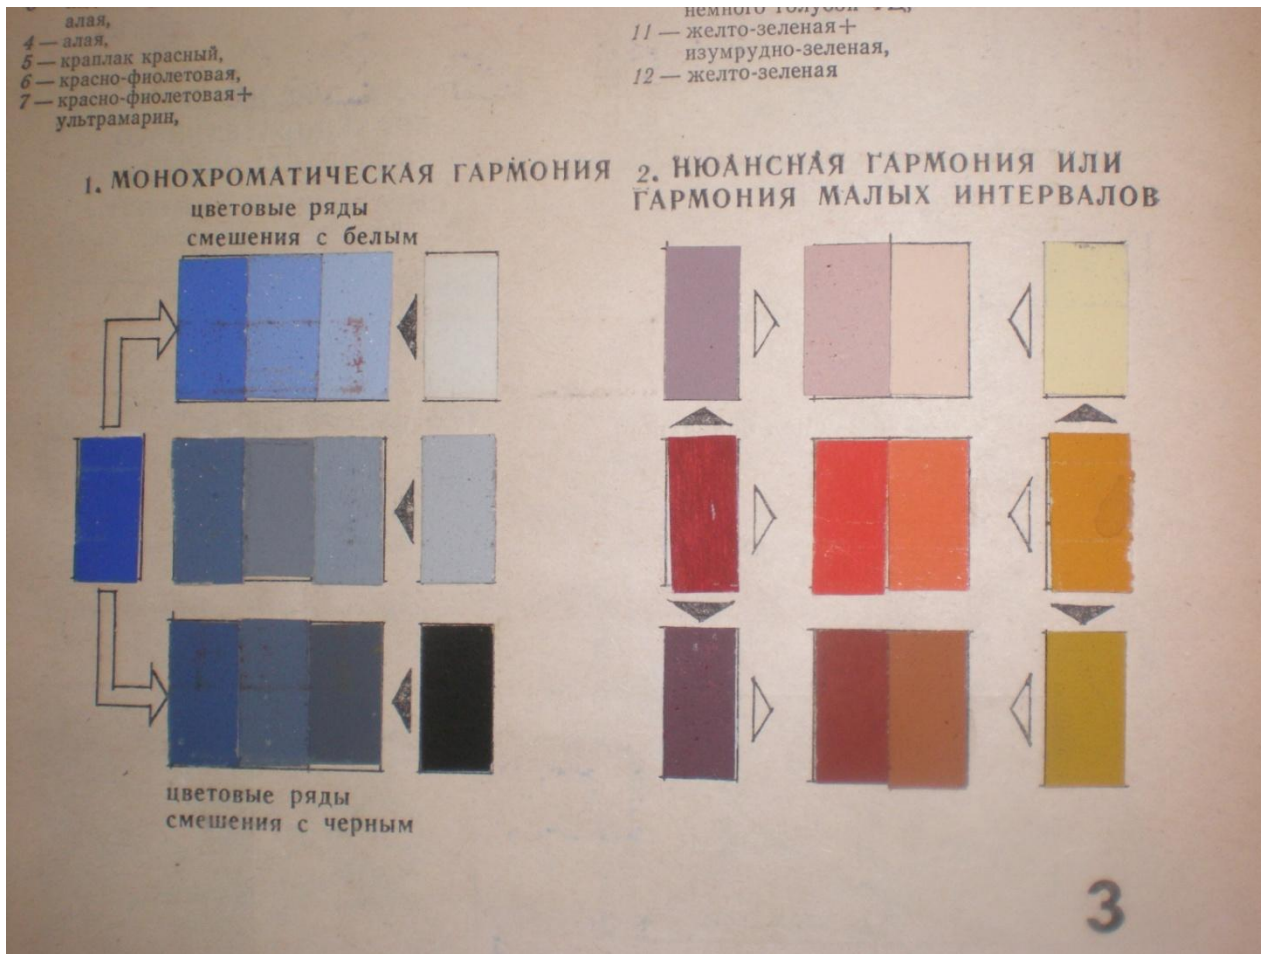 алая,
4 — алая,
5 — краплак красный,
6 — красно-фиолетовая,
7 — красно-фиолетовая+
ультрамарин,
немного голубой
11 — желто-зеленая+
изумрудно-зеленая,
12 — желто-зеленая
1. МОНОХРОМАТИЧЕСКАЯ ГАРМОНИЯ
цветовые ряды
смешения с белым
цветовые ряды
смешения с черным
2. НЮАНСНАЯ ГАРМОНИЯ ИЛИ
ГАРМОНИЯ МАЛЫХ ИНТЕРВАЛОВ
3